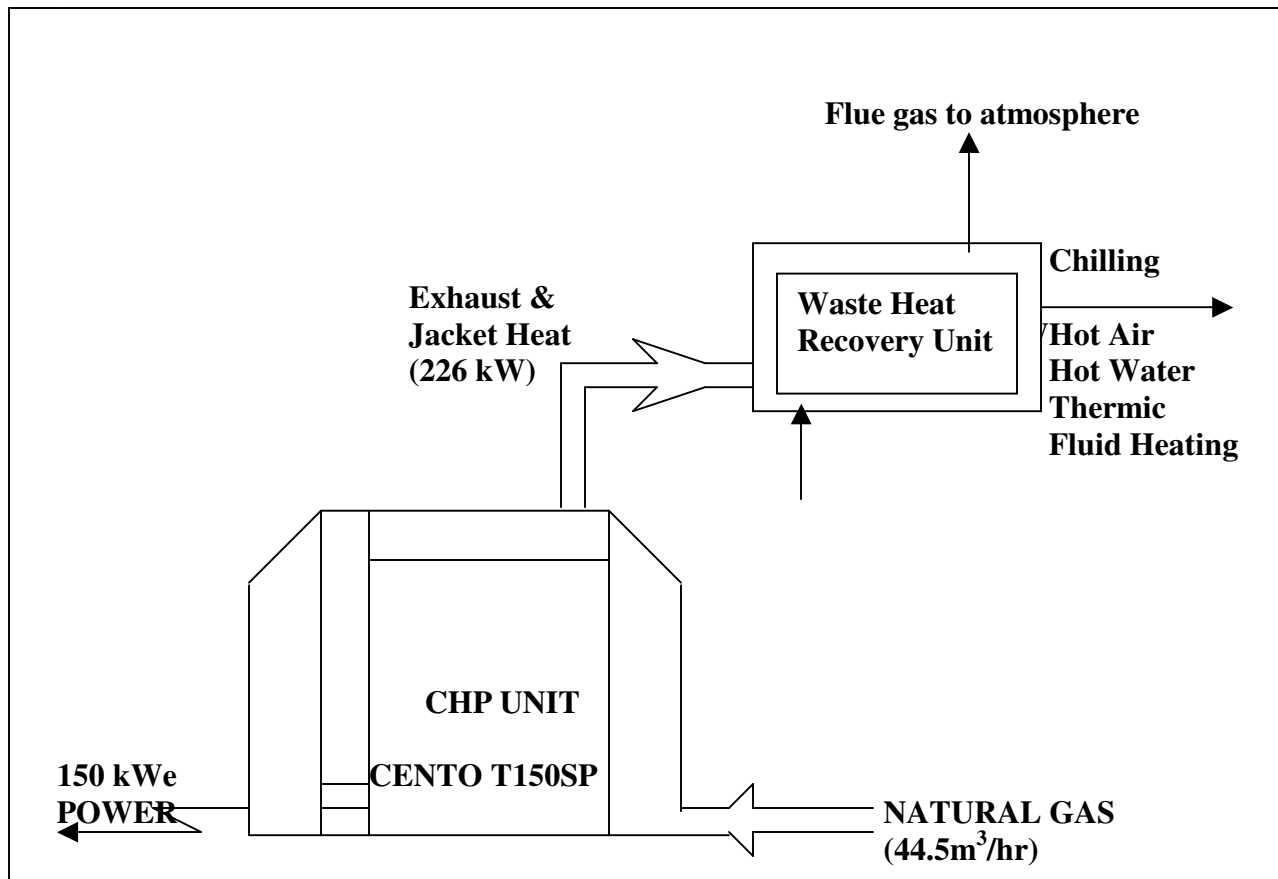 Flue gas to atmosphere
Exhaust &
Jacket Heat
(226 kW)
Waste Heat
Recovery Unit
Chilling
/Hot Air
Hot Water
Thermic
Fluid Heating
CHP UNIT
CENTO T150SP
150 kWe
POWER
NATURAL GAS
(44.5m³/hr)